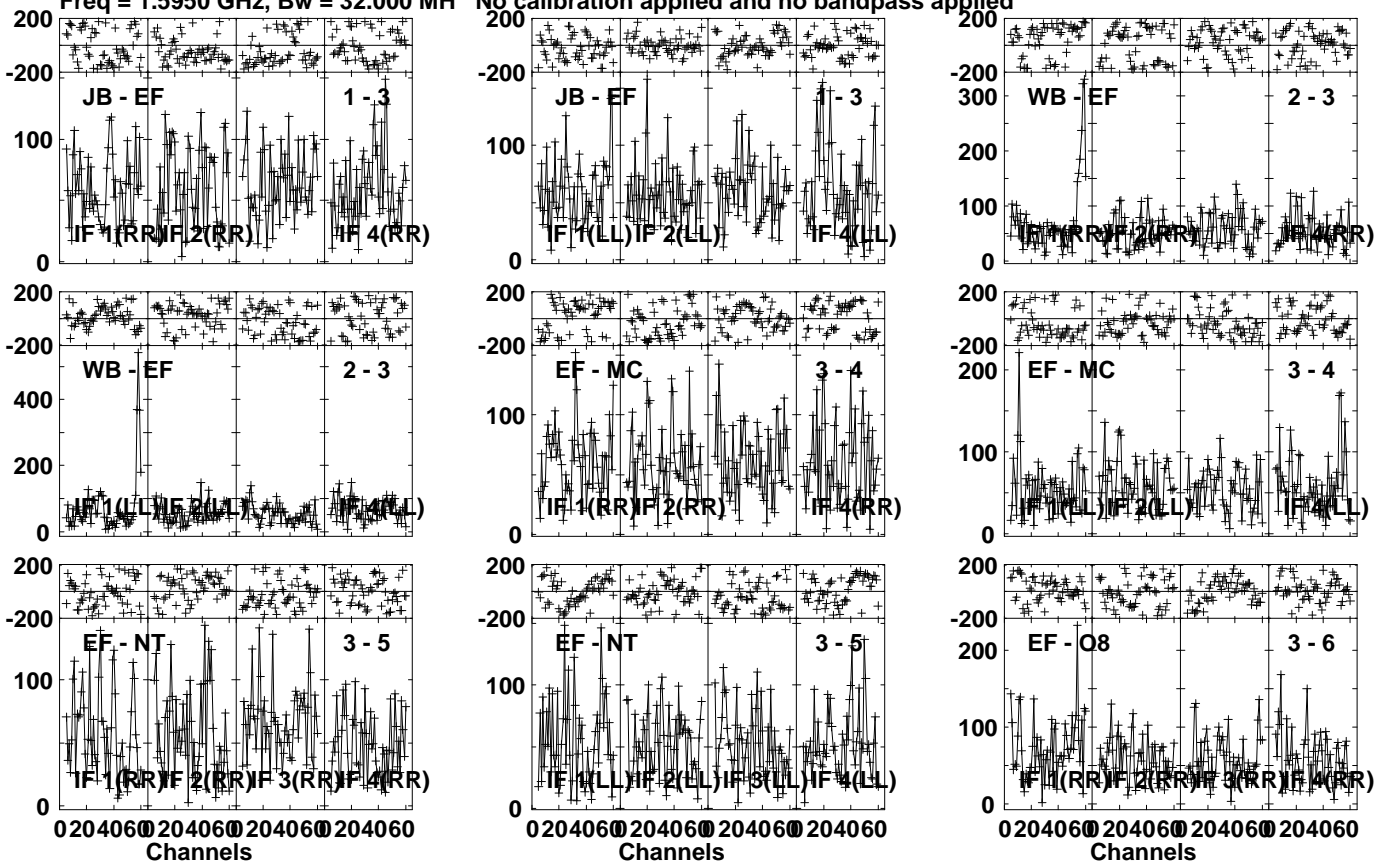 Freq = 1.5950 GHz, Bw = 32.000 MH No calibration applied and no bandpass applied
200
-200
JB - EF 1 - 3
100
0
IF 1(RR) IF 2(RR) IF 4(RR)
JB - EF 1 - 3
100
0
IF 1(LL) IF 2(LL) IF 4(LL)
200
-200
WB - EF 2 - 3
300
200
100
0
IF 1(RR) IF 2(RR) IF 4(RR)
200
-200
WB - EF 2 - 3
400
200
0
IF 1(LL) IF 2(LL) IF 4(LL)
EF - MC 3 - 4
100
0
IF 1(RR) IF 2(RR) IF 4(RR)
200
-200
EF - MC 3 - 4
200
100
0
IF 1(LL) IF 2(LL) IF 4(LL)
200
-200
EF - NT 3 - 5
100
0
IF 1(RR) IF 2(RR) IF 3(RR) IF 4(RR)
0 20 40 60 0 20 40 60 0 20 40 60 0 20 40 60
Channels
EF - NT 3 - 5
100
0
IF 1(LL) IF 2(LL) IF 3(LL) IF 4(LL)
0 20 40 60 0 20 40 60 0 20 40 60 0 20 40 60
Channels
200
-200
EF - O8 3 - 6
200
100
0
IF 1(RR) IF 2(RR) IF 3(RR) IF 4(RR)
0 20 40 60 0 20 40 60 0 20 40 60 0 20 40 60
Channels